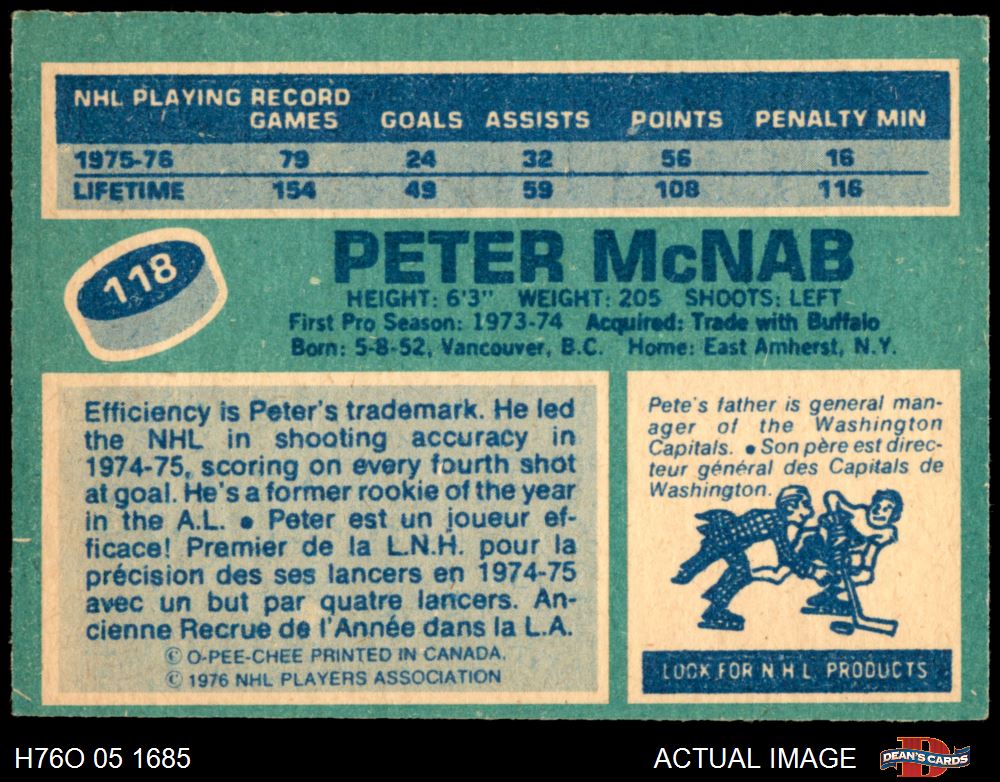 NHL PLAYING RECORD
GAMES GOALS ASSISTS POINTS PENALTY MIN
1975-76 79 24 32 56 16
LIFETIME 154 49 59 108 116
118
PETER McNAB
HEIGHT: 6'3" WEIGHT: 205 SHOOTS: LEFT
First Pro Season: 1973-74 Acquired: Trade with Buffalo
Born: 5-8-52, Vancouver, B.C. Home: East Amherst, N.Y.
Efficiency is Peter's trademark. He led
the NHL in shooting accuracy in
1974-75, scoring on every fourth shot
at goal. He's a former rookie of the year
in the A.L. • Peter est un joueur ef-
ficace! Premier de la L.N.H. pour la
précision des ses lancers en 1974-75
avec un but par quatre lancers. An-
cienne Recrue de l'Année dans la L.A.
© O-PEE-CHEE PRINTED IN CANADA.
© 1976 NHL PLAYERS ASSOCIATION
Pete's father is general man-
ager of the Washington
Capitals. • Son père est direc-
teur général des Capitals de
Washington.
LOOK FOR N H L PRODUCTS
H76O 05 1685
ACTUAL IMAGE
DEAN'S CARDS